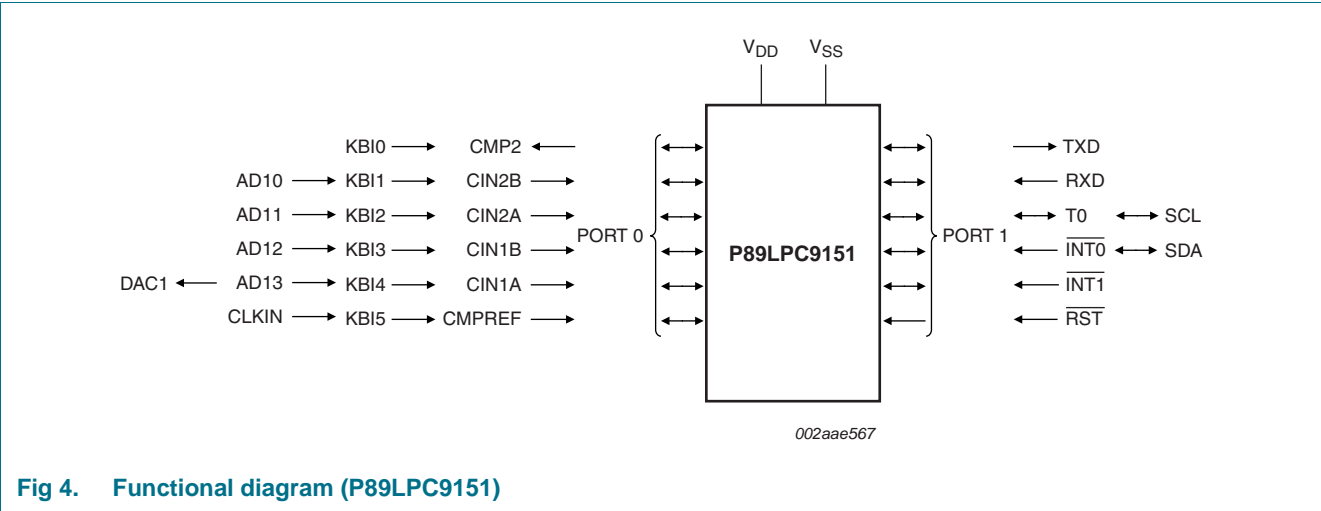 VDD VSS
KBI0 CMP2 TXD
AD10 KBI1 CIN2B RXD
AD11 KBI2 CIN2A T0 SCL
PORT 0 PORT 1
AD12 KBI3 CIN1B P89LPC9151 INT0 SDA
DAC1 AD13 KBI4 CIN1A INT1
CLKIN KBI5 CMPREF RST
002aae567
Fig 4. Functional diagram (P89LPC9151)